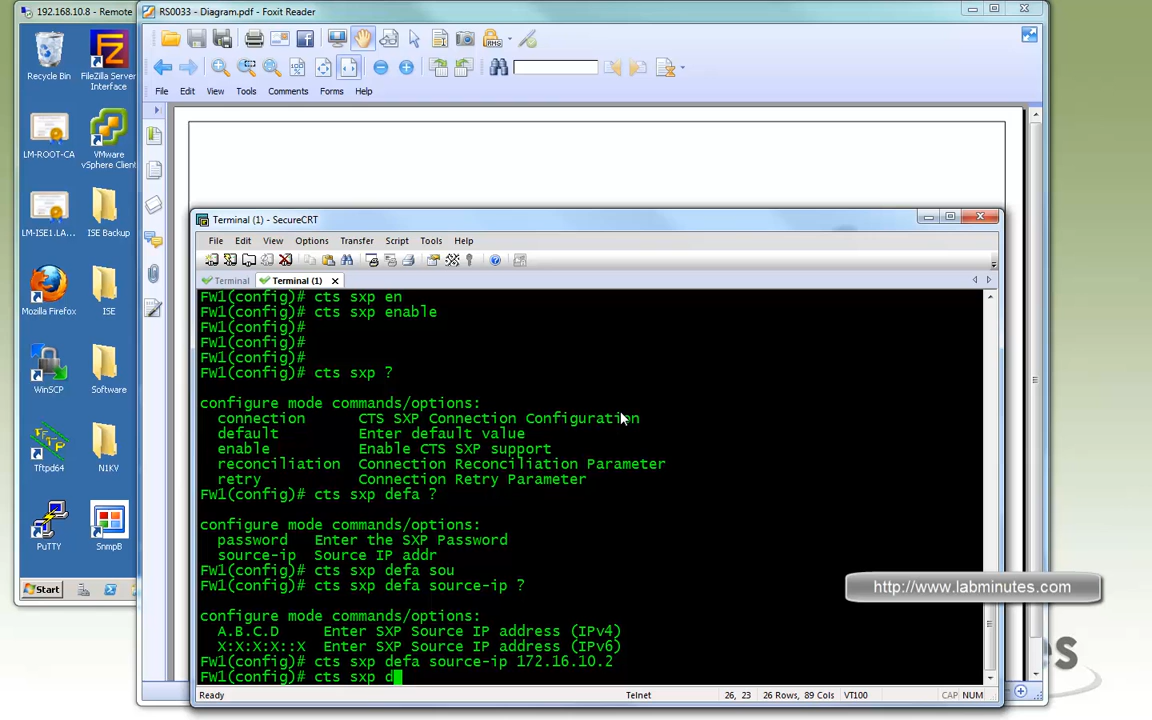 192.168.10.8 - Remote
RS0033 - Diagram.pdf - Foxit Reader
File Edit View Tools Comments Forms Help
Recycle Bin
FileZilla Server Interface
LM-ROOT-CA
VMware vSphere Client
LM-ISE1.LA...
ISE Backup
Mozilla Firefox
ISE
WinSCP
Software
Tftpd64
N1KV
PuTTY
SnmpB
Start
Terminal (1) - SecureCRT
File Edit View Options Transfer Script Tools Help
Terminal Terminal (1)
FW1(config)# cts sxp en
FW1(config)# cts sxp enable
FW1(config)#
FW1(config)#
FW1(config)#
FW1(config)# cts sxp ?
configure mode commands/options:
connection CTS SXP Connection Configuration
default Enter default value
enable Enable CTS SXP support
reconciliation Connection Reconciliation Parameter
retry Connection Retry Parameter
FW1(config)# cts sxp defa ?
configure mode commands/options:
password Enter the SXP Password
source-ip Source IP addr
FW1(config)# cts sxp defa sou
FW1(config)# cts sxp defa source-ip ?
configure mode commands/options:
A.B.C.D Enter SXP Source IP address (IPv4)
X:X:X:X::X Enter SXP Source IP address (IPv6)
FW1(config)# cts sxp defa source-ip 172.16.10.2
FW1(config)# cts sxp d
Ready Telnet 26, 23 26 Rows, 89 Cols VT100 CAP NUM
http://www.labminutes.com